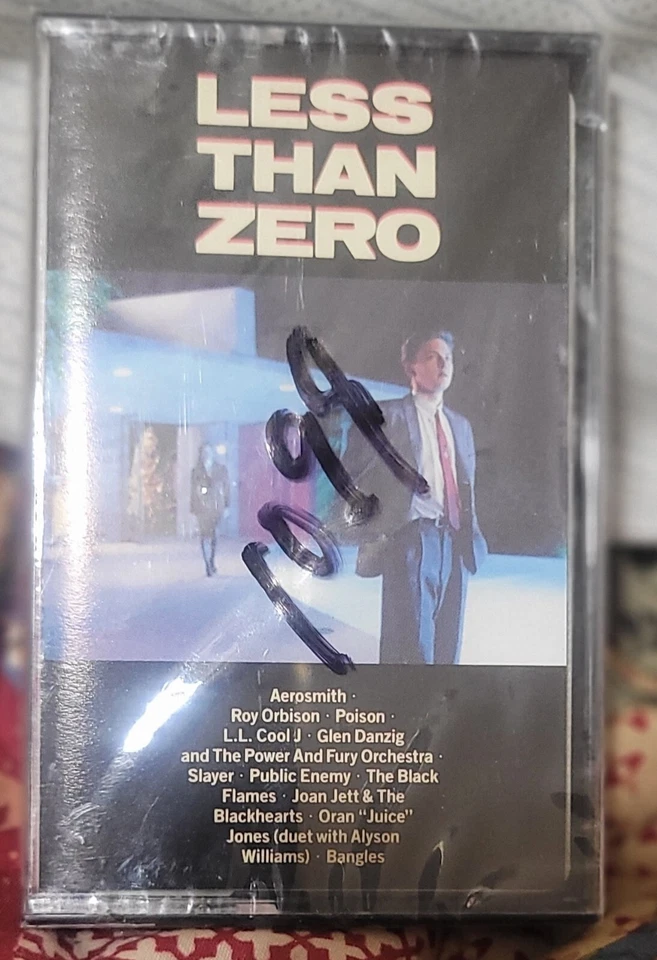 LESS
THAN
ZERO
Aerosmith ·
Roy Orbison · Poison ·
L.L. Cool J · Glen Danzig
and The Power And Fury Orchestra ·
Slayer · Public Enemy · The Black
Flames · Joan Jett & The
Blackhearts · Oran "Juice"
Jones (duet with Alyson
Williams) · Bangles